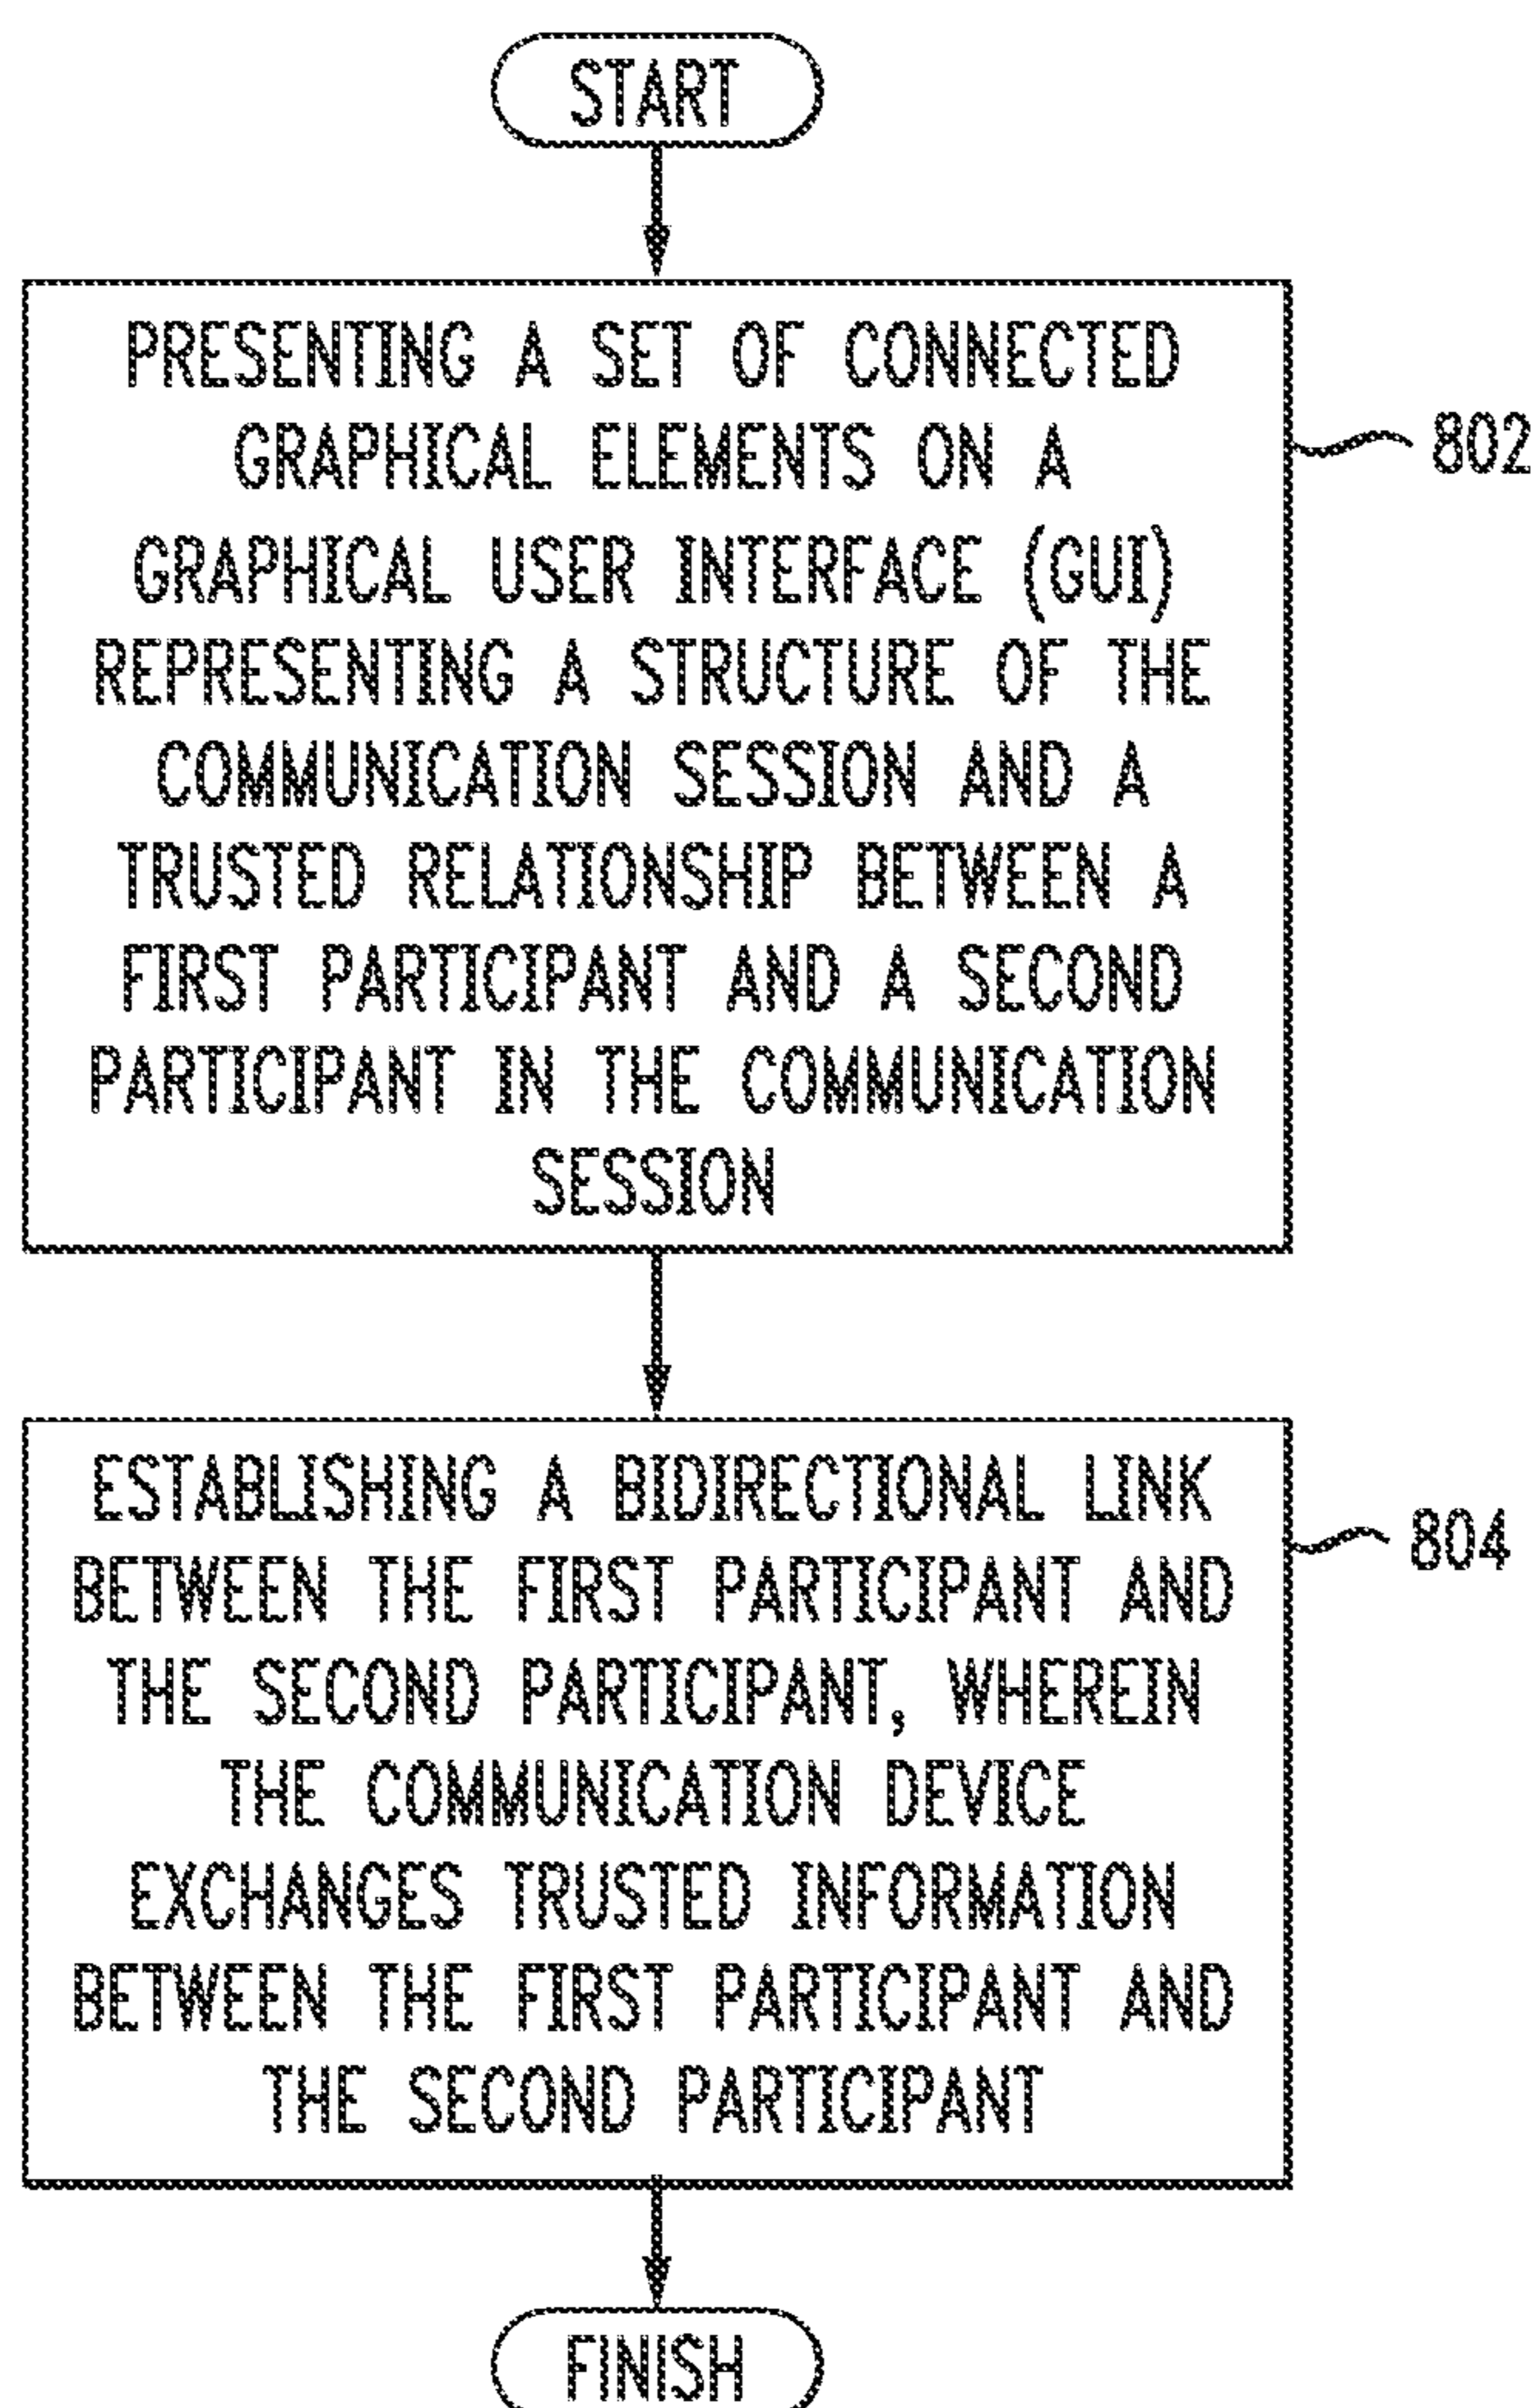 START
PRESENTING A SET OF CONNECTED
GRAPHICAL ELEMENTS ON A
GRAPHICAL USER INTERFACE (GUI)
REPRESENTING A STRUCTURE OF THE
COMMUNICATION SESSION AND A
TRUSTED RELATIONSHIP BETWEEN A
FIRST PARTICIPANT AND A SECOND
PARTICIPANT IN THE COMMUNICATION
SESSION
802
ESTABLISHING A BIDIRECTIONAL LINK
BETWEEN THE FIRST PARTICIPANT AND
THE SECOND PARTICIPANT, WHEREIN
THE COMMUNICATION DEVICE
EXCHANGES TRUSTED INFORMATION
BETWEEN THE FIRST PARTICIPANT AND
THE SECOND PARTICIPANT
804
FINISH